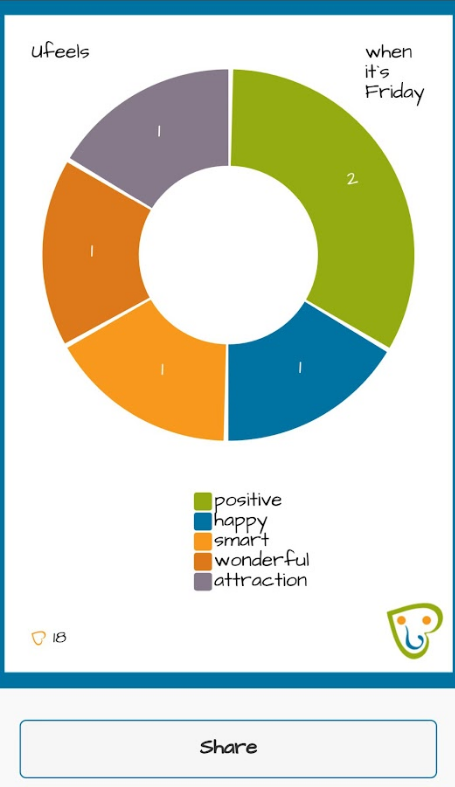 Ufeels
when
it's
Friday
1
2
1
1
1
positive
happy
smart
wonderful
attraction
18
Share